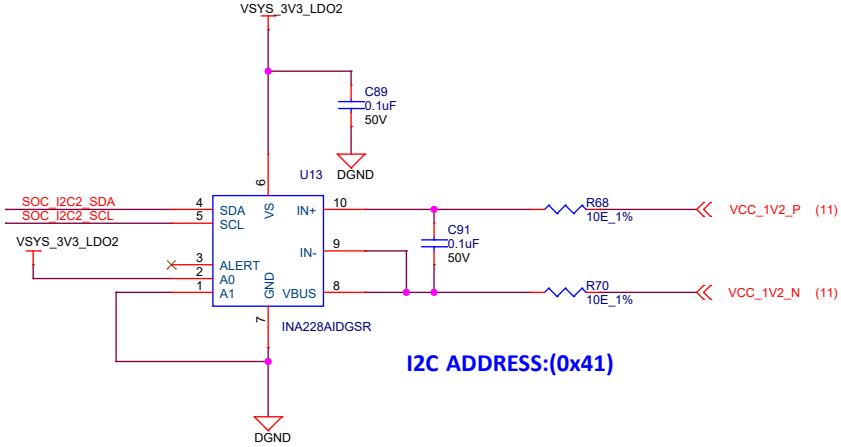 VSYS_3V3_LDO2
C89
0.1uF
50V
DGND
U13
6
SOC_I2C2_SDA
4
SDA
VS
IN+
10
R68
10E_1%
VCC_1V2_P (11)
SOC_I2C2_SCL
5
SCL
C91
0.1uF
50V
VSYS_3V3_LDO2
IN-
9
3
ALERT
2
A0
1
A1
GND
VBUS
8
R70
10E_1%
VCC_1V2_N (11)
7
INA228AIDGSR
I2C ADDRESS:(0x41)
DGND